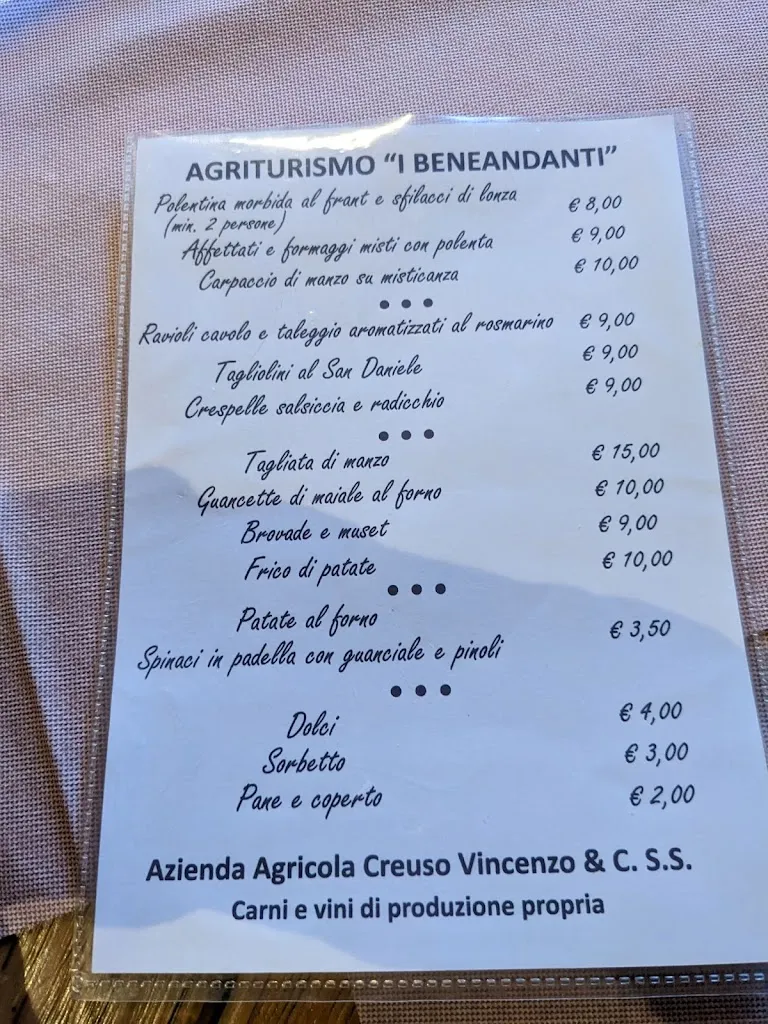 AGRITURISMO "I BENEANDANTI"
Polentina morbida al frant e sfilacci di lonza € 8,00
(min. 2 persone)
Affettati e formaggi misti con polenta € 9,00
Carpaccio di manzo su misticanza € 10,00
● ● ●
Ravioli cavolo e taleggio aromatizzati al rosmarino € 9,00
Tagliolini al San Daniele € 9,00
Crespelle salsiccia e radicchio € 9,00
● ● ●
Tagliata di manzo € 15,00
Guancette di maiale al forno € 10,00
Brovade e muset € 9,00
Frico di patate € 10,00
● ● ●
Patate al forno € 3,50
Spinaci in padella con guanciale e pinoli
● ● ●
Dolci € 4,00
Sorbetto € 3,00
Pane e coperto € 2,00
Azienda Agricola Creuso Vincenzo & C. S.S.
Carni e vini di produzione propria